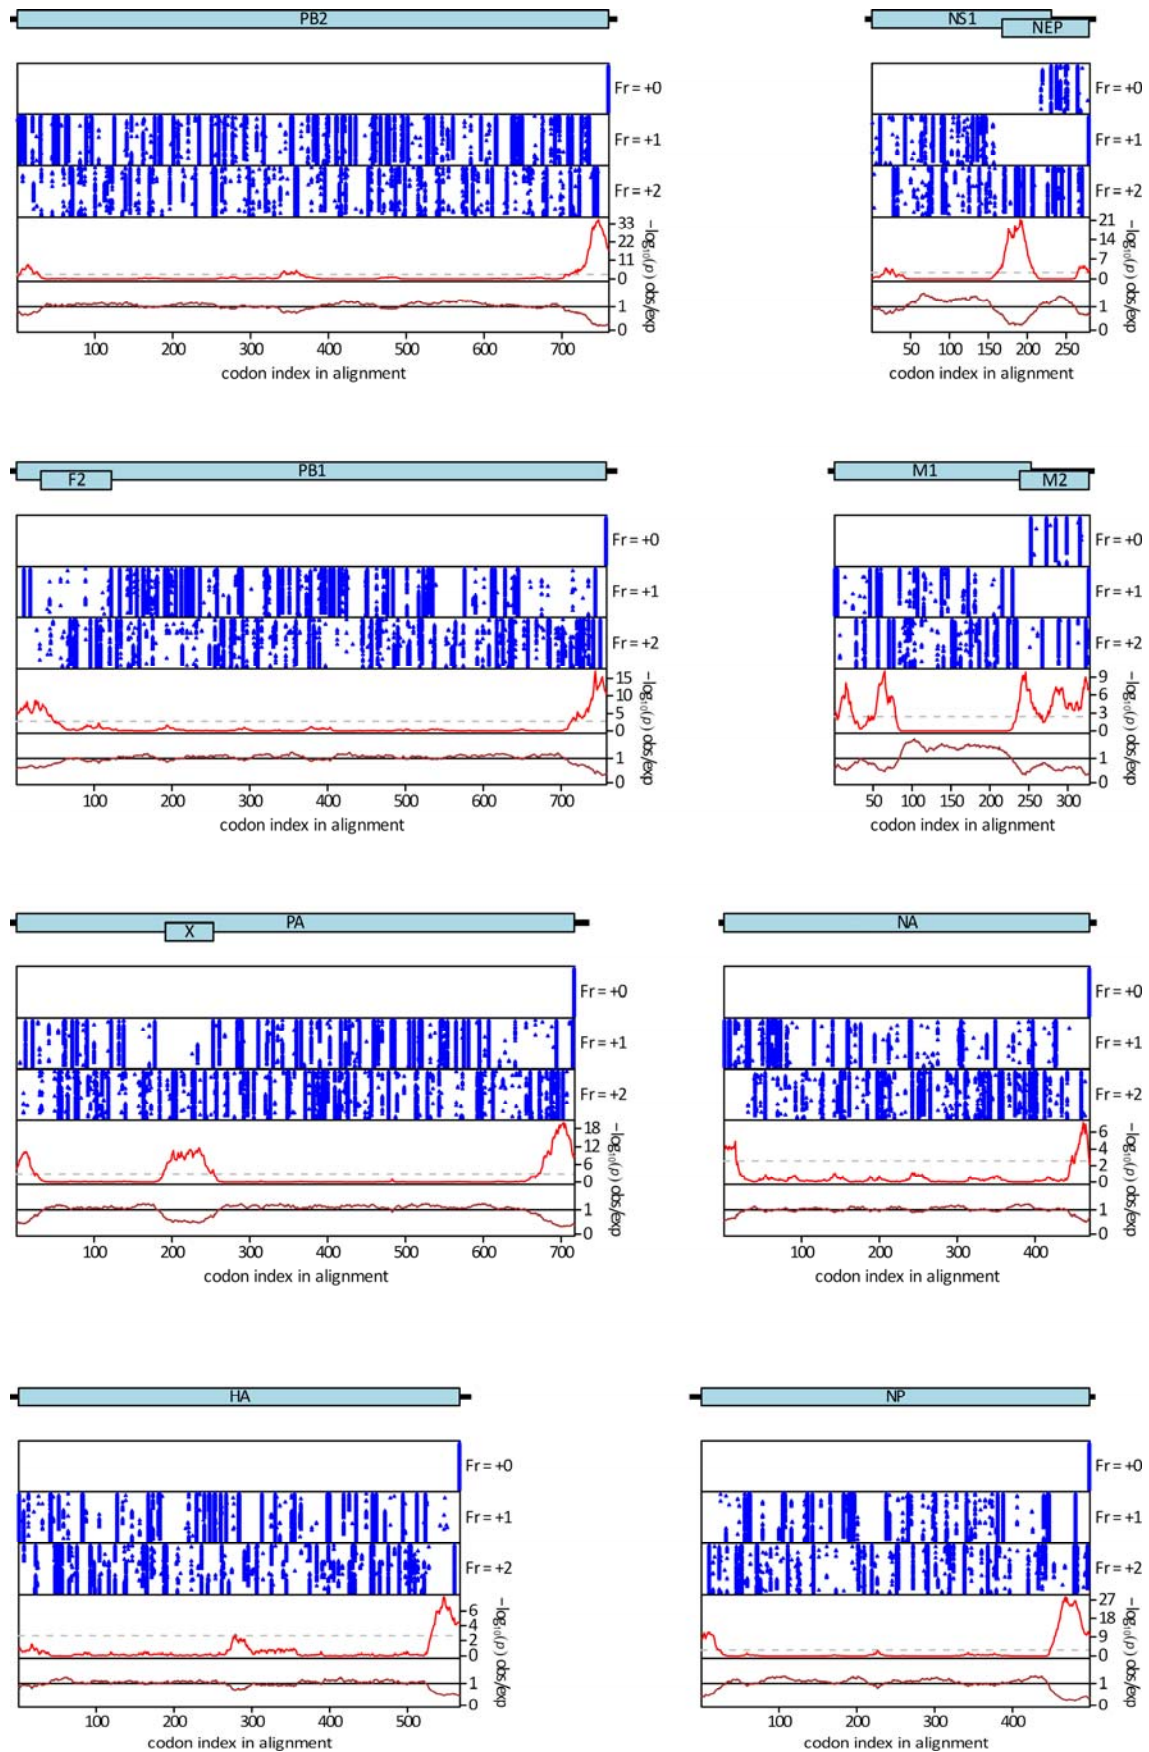 PB2
Fr = +0
Fr = +1
Fr = +2
33
22
11
0
−log10(p)
1
0
obs/exp
100 200 300 400 500 600 700
codon index in alignment
NS1
NEP
Fr = +0
Fr = +1
Fr = +2
21
14
7
0
−log10(p)
1
0
obs/exp
50 100 150 200 250
codon index in alignment
PB1
F2
Fr = +0
Fr = +1
Fr = +2
15
10
5
0
−log10(p)
1
0
obs/exp
100 200 300 400 500 600 700
codon index in alignment
M1
M2
Fr = +0
Fr = +1
Fr = +2
9
6
3
0
−log10(p)
1
0
obs/exp
50 100 150 200 250 300
codon index in alignment
PA
X
Fr = +0
Fr = +1
Fr = +2
18
12
6
0
−log10(p)
1
0
obs/exp
100 200 300 400 500 600 700
codon index in alignment
NA
Fr = +0
Fr = +1
Fr = +2
6
4
2
0
−log10(p)
1
0
obs/exp
100 200 300 400
codon index in alignment
HA
Fr = +0
Fr = +1
Fr = +2
6
4
2
0
−log10(p)
1
0
obs/exp
100 200 300 400 500
codon index in alignment
NP
Fr = +0
Fr = +1
Fr = +2
27
18
9
0
−log10(p)
1
0
obs/exp
100 200 300 400
codon index in alignment